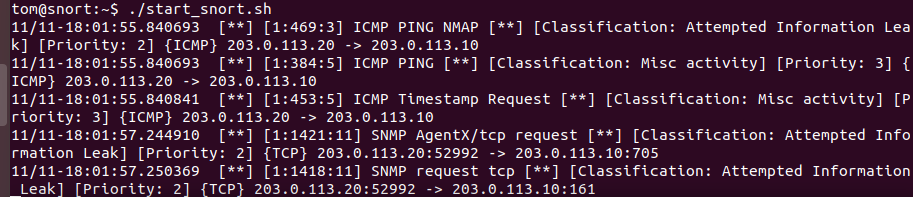 tom@snort:~$ ./start_snort.sh
11/11-18:01:55.840693  [**] [1:469:3] ICMP PING NMAP [**] [Classification: Attempted Information Lea
k] [Priority: 2] {ICMP} 203.0.113.20 -> 203.0.113.10
11/11-18:01:55.840693  [**] [1:384:5] ICMP PING [**] [Classification: Misc activity] [Priority: 3] {
ICMP} 203.0.113.20 -> 203.0.113.10
11/11-18:01:55.840841  [**] [1:453:5] ICMP Timestamp Request [**] [Classification: Misc activity] [P
riority: 3] {ICMP} 203.0.113.20 -> 203.0.113.10
11/11-18:01:57.244910  [**] [1:1421:11] SNMP AgentX/tcp request [**] [Classification: Attempted Info
rmation Leak] [Priority: 2] {TCP} 203.0.113.20:52992 -> 203.0.113.10:705
11/11-18:01:57.250369  [**] [1:1418:11] SNMP request tcp [**] [Classification: Attempted Information
 Leak] [Priority: 2] {TCP} 203.0.113.20:52992 -> 203.0.113.10:161